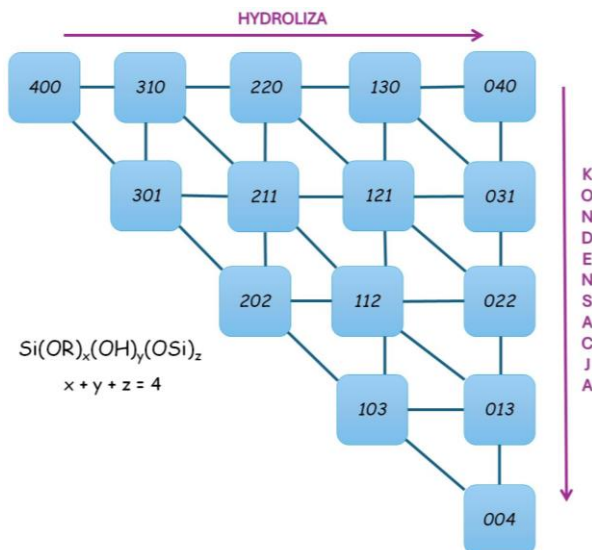 HYDROLIZA
400 310 220 130 040
301 211 121 031
202 112 022
Si(OR)ₓ(OH)ᵧ(OSi)z
x + y + z = 4
103 013
004
K
O
N
D
E
N
S
A
C
J
A